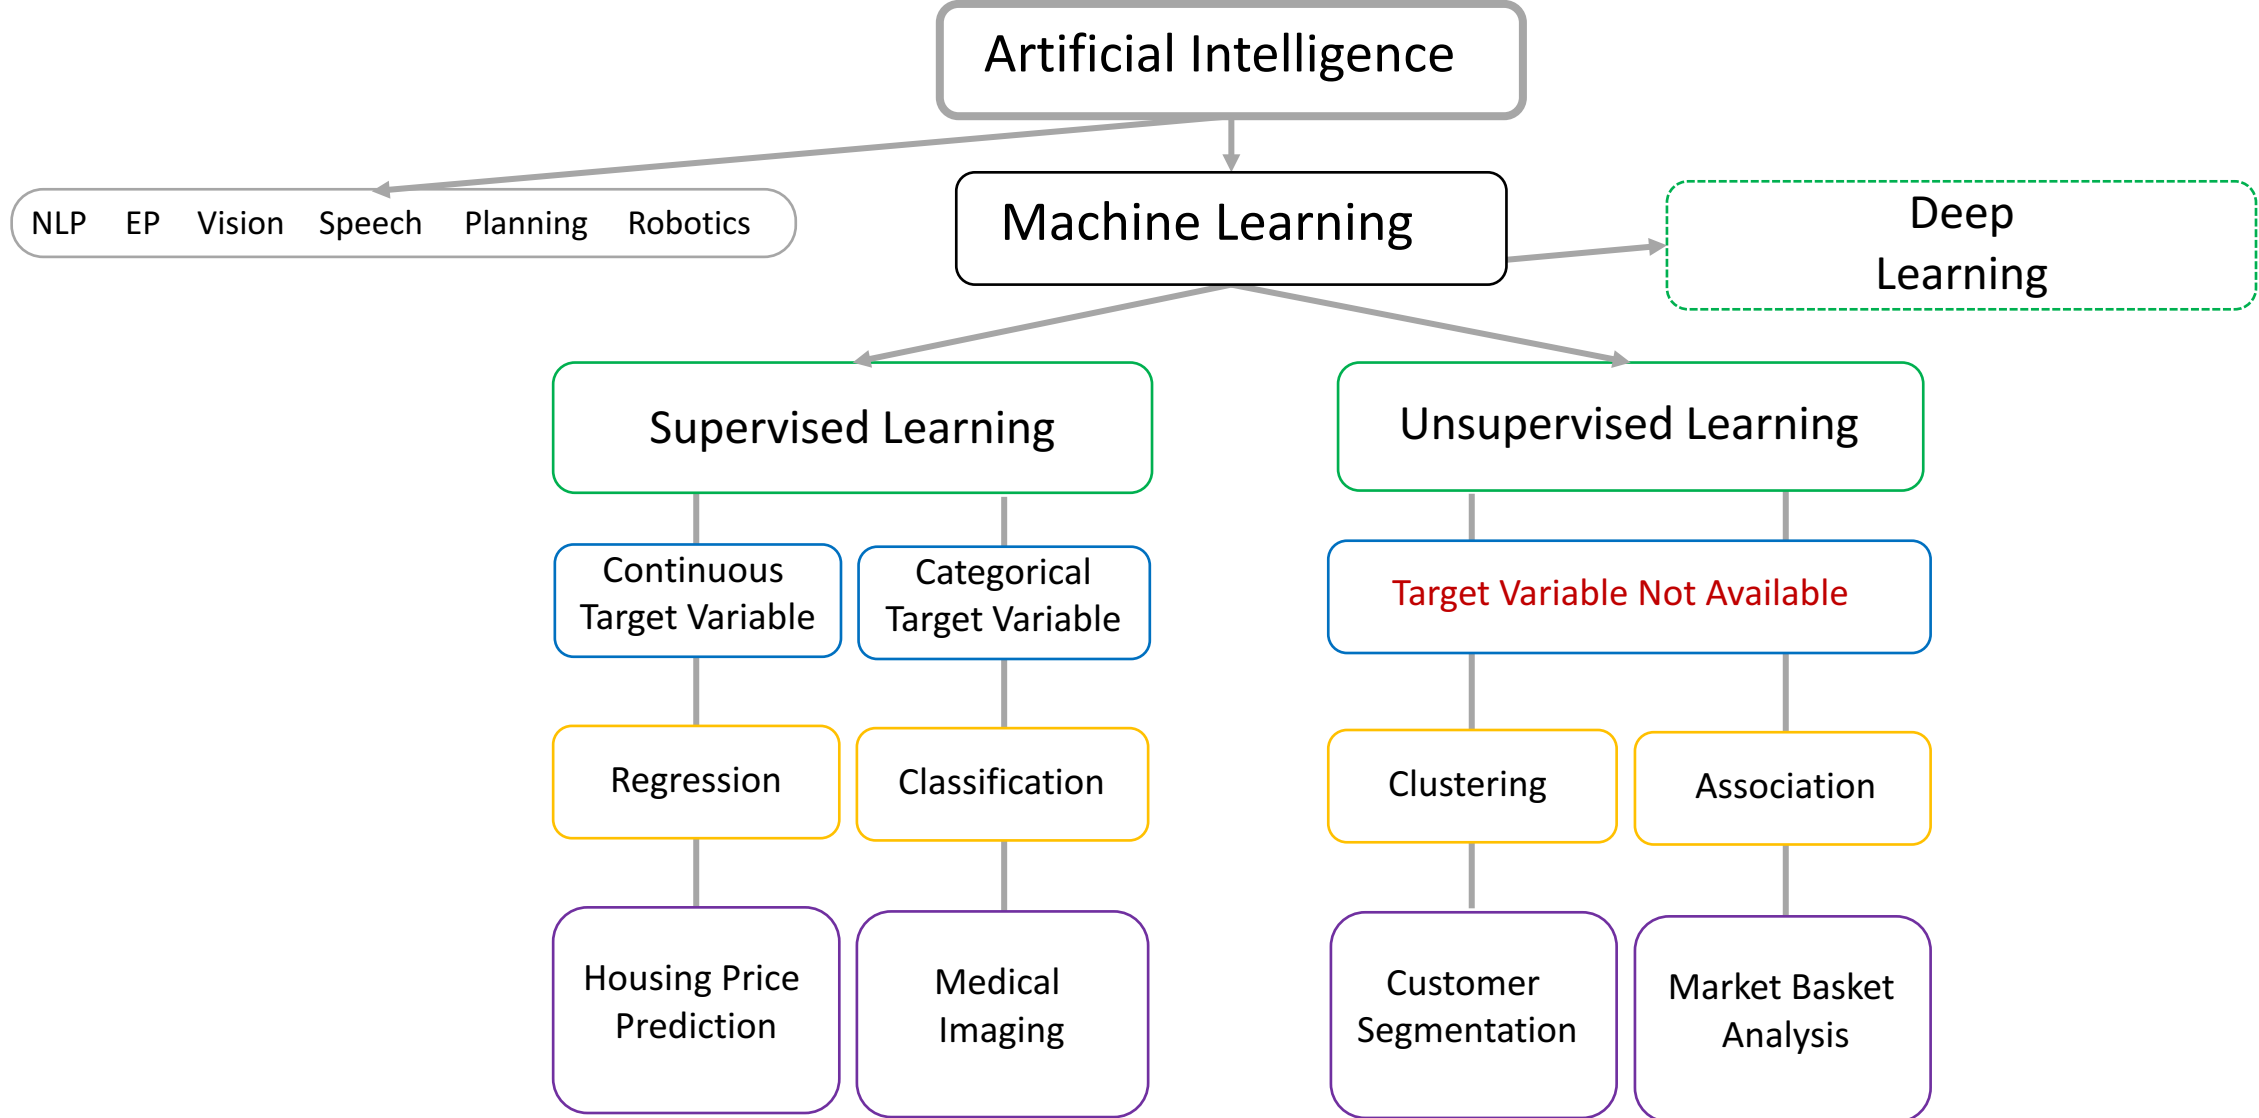 Artificial Intelligence
NLP EP Vision Speech Planning Robotics
Machine Learning
Deep
Learning
Supervised Learning
Unsupervised Learning
Continuous
Target Variable
Categorical
Target Variable
Target Variable Not Available
Regression
Classification
Clustering
Association
Housing Price
Prediction
Medical
Imaging
Customer
Segmentation
Market Basket
Analysis